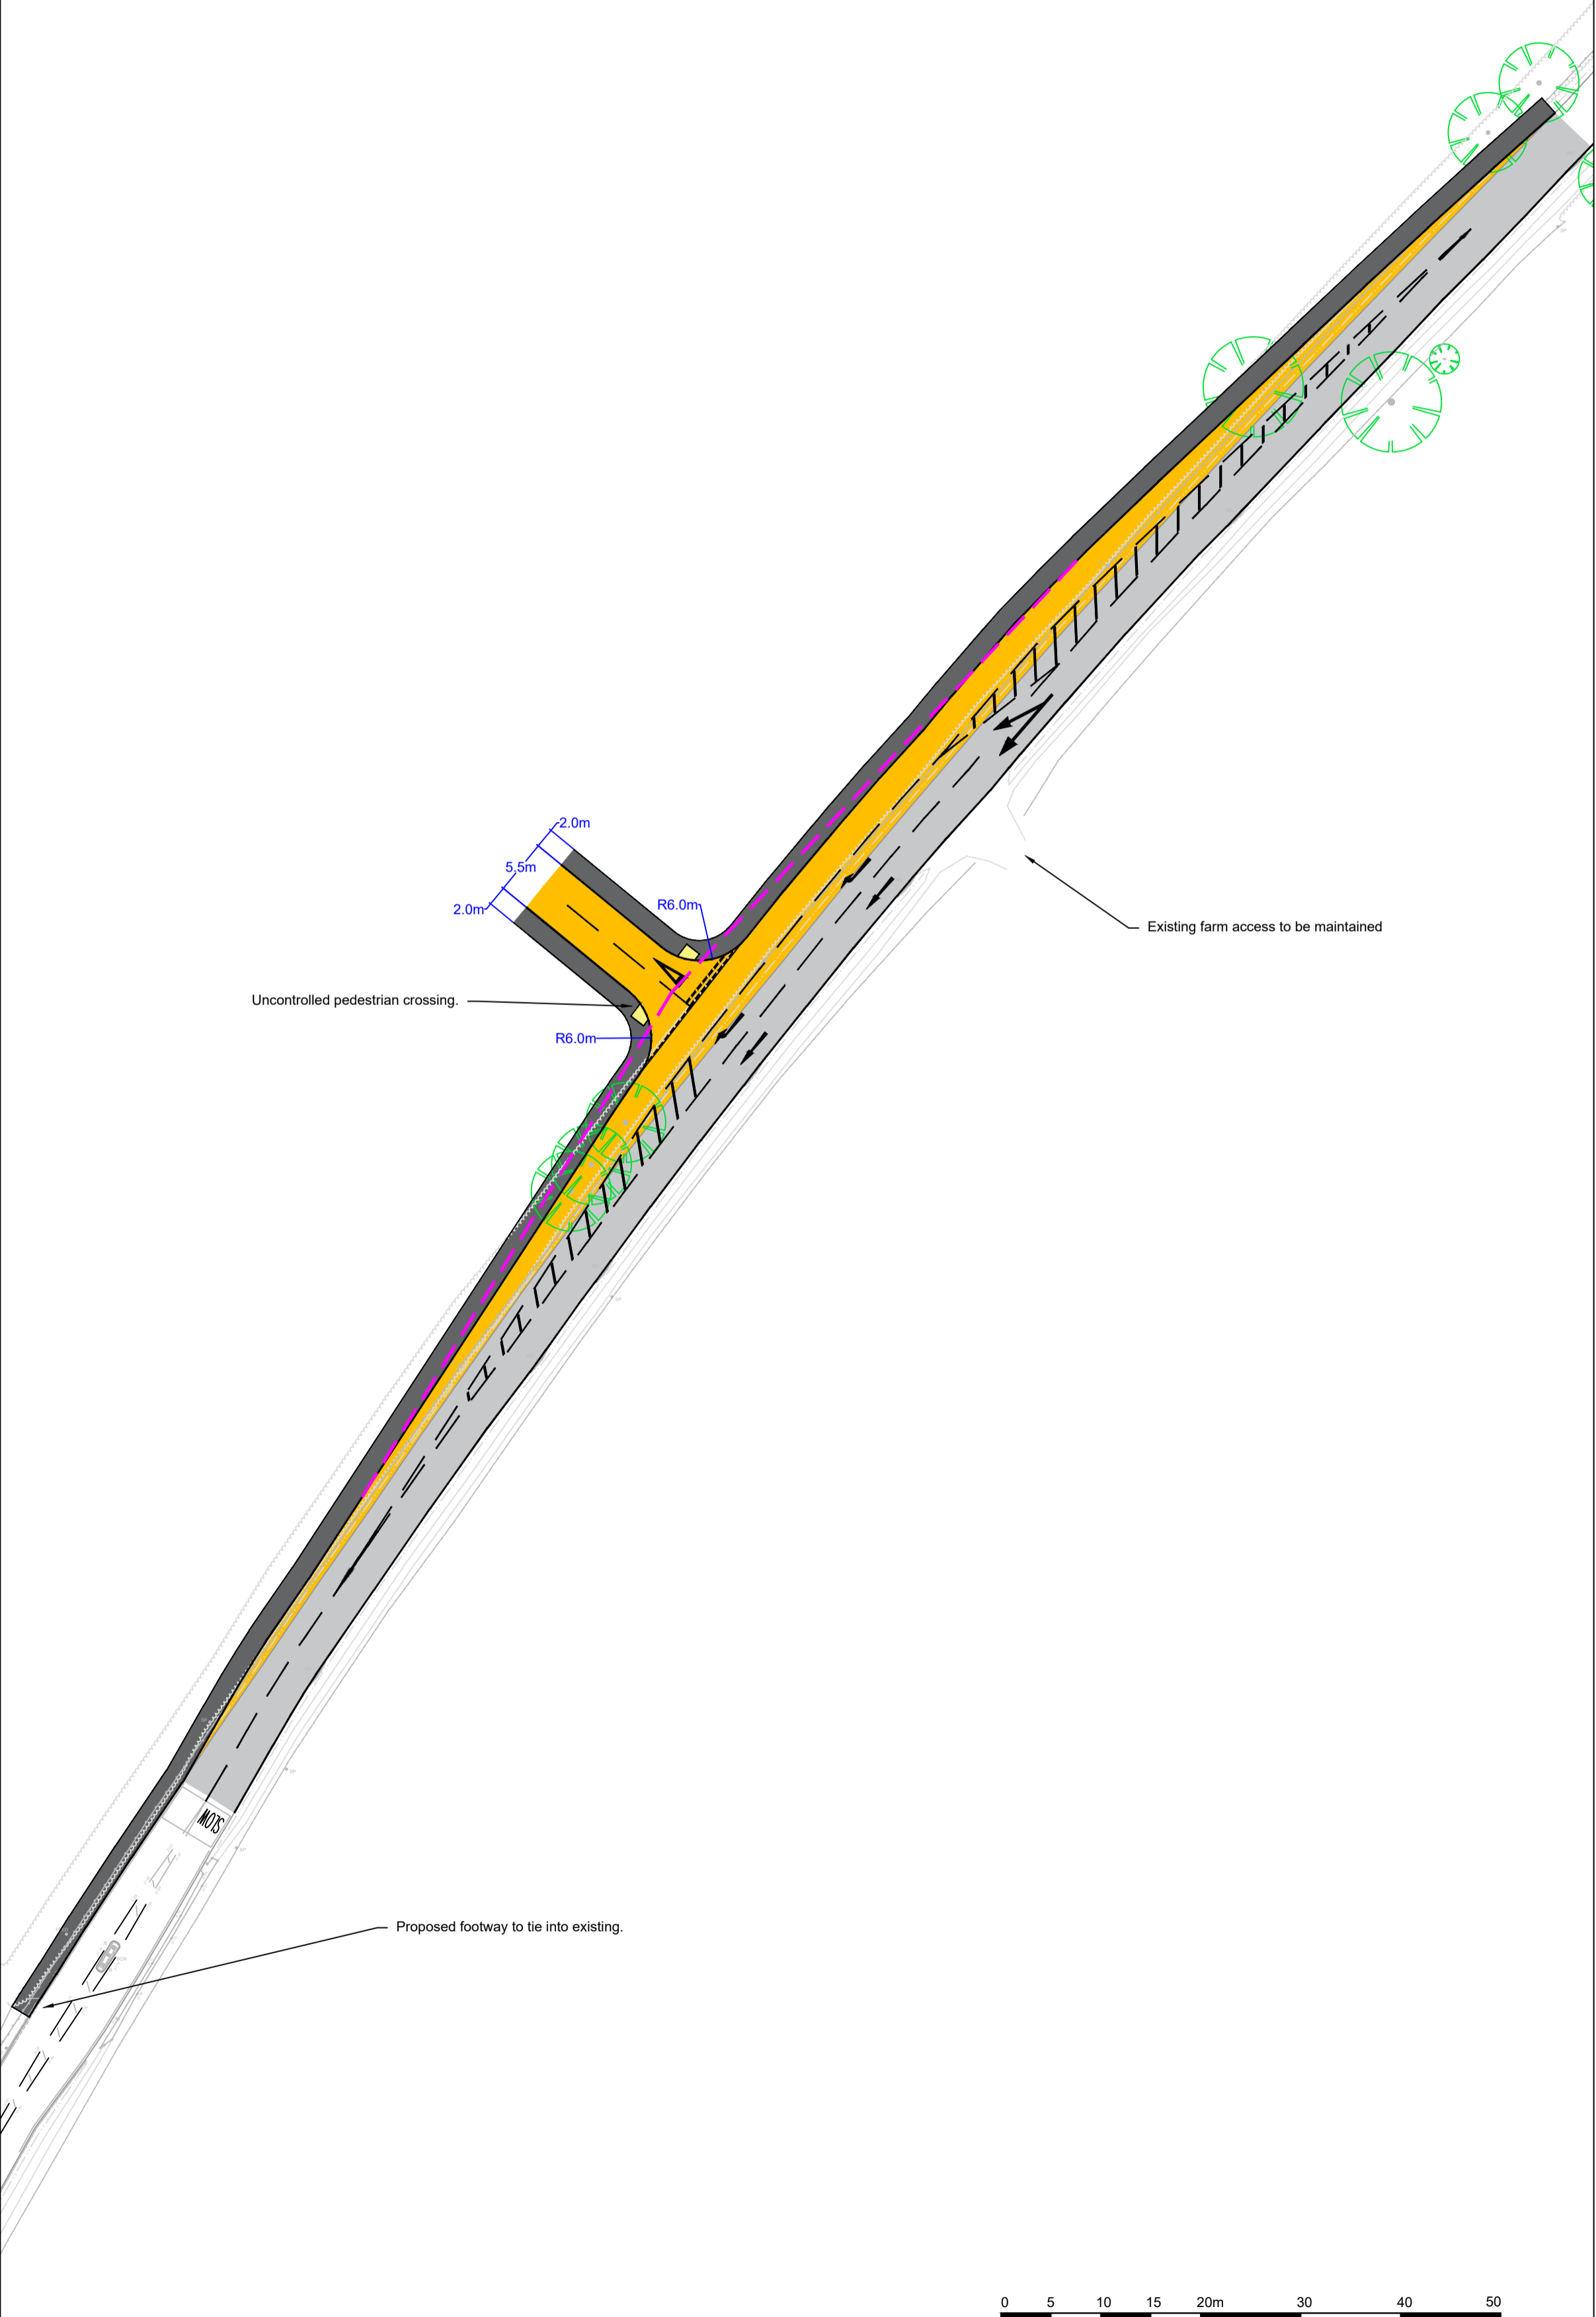 2.0m
5.5m
2.0m
R6.0m
Existing farm access to be maintained
Uncontrolled pedestrian crossing.
R6.0m
SLOW
Proposed footway to tie into existing.
0 5 10 15 20m 30 40 50